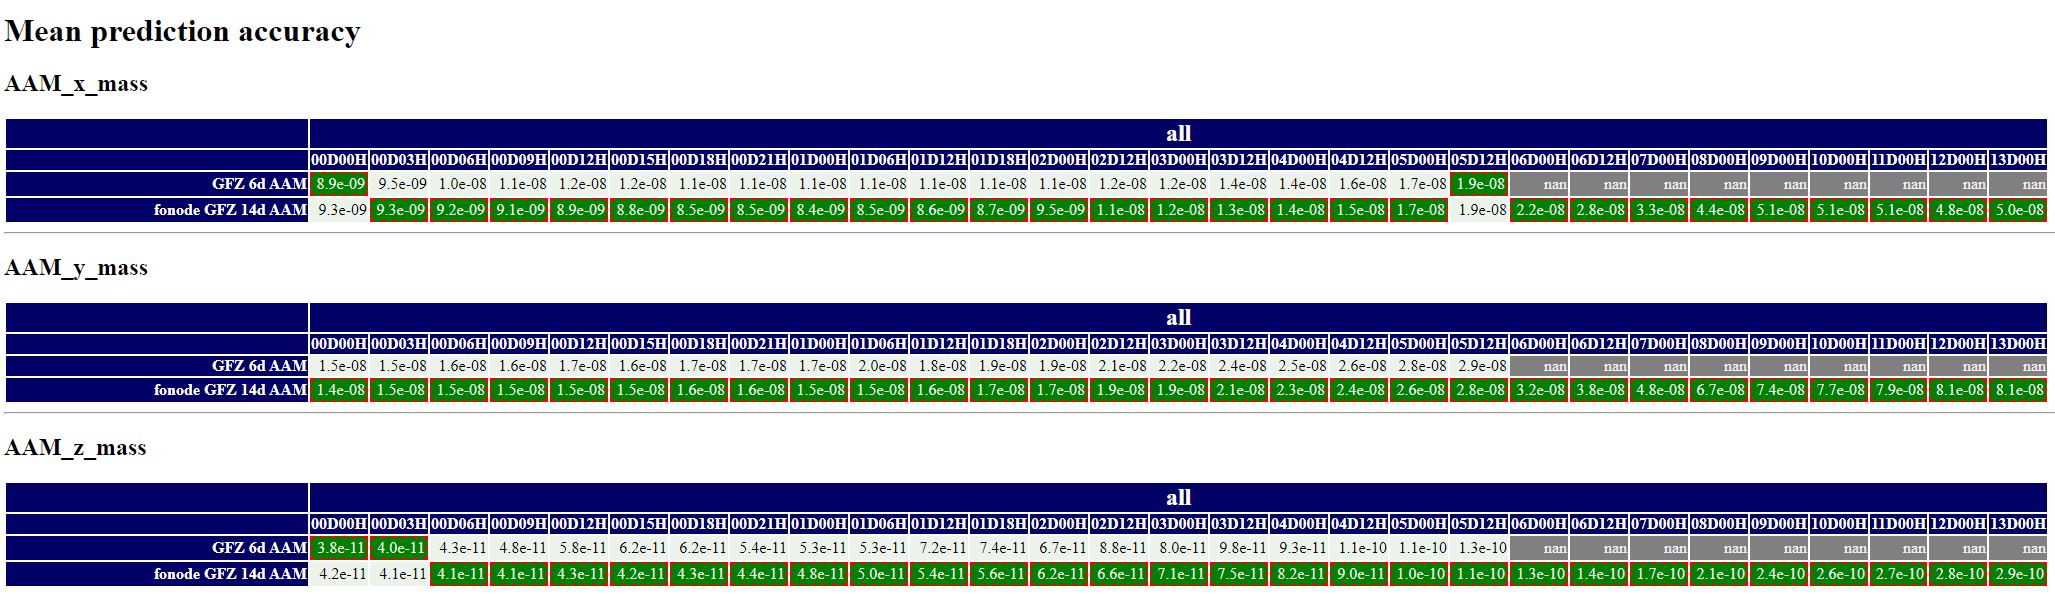 Mean prediction accuracy
AAM_x_mass
all
00D00H 00D03H 00D06H 00D09H 00D12H 00D15H 00D18H 00D21H 01D00H 01D06H 01D12H 01D18H 02D00H 02D12H 03D00H 03D12H 04D00H 04D12H 05D00H 05D12H 06D00H 06D12H 07D00H 08D00H 09D00H 10D00H 11D00H 12D00H 13D00H
GFZ 6d AAM 8.9e-09 9.5e-09 1.0e-08 1.1e-08 1.2e-08 1.2e-08 1.1e-08 1.1e-08 1.1e-08 1.1e-08 1.1e-08 1.1e-08 1.1e-08 1.2e-08 1.2e-08 1.4e-08 1.4e-08 1.6e-08 1.7e-08 1.9e-08 nan nan nan nan nan nan nan nan nan
fonode GFZ 14d AAM 9.3e-09 9.3e-09 9.2e-09 9.1e-09 8.9e-09 8.8e-09 8.5e-09 8.5e-09 8.4e-09 8.5e-09 8.6e-09 8.7e-09 9.5e-09 1.1e-08 1.2e-08 1.3e-08 1.4e-08 1.5e-08 1.7e-08 1.9e-08 2.2e-08 2.8e-08 3.3e-08 4.4e-08 5.1e-08 5.1e-08 5.1e-08 4.8e-08 5.0e-08
AAM_y_mass
all
00D00H 00D03H 00D06H 00D09H 00D12H 00D15H 00D18H 00D21H 01D00H 01D06H 01D12H 01D18H 02D00H 02D12H 03D00H 03D12H 04D00H 04D12H 05D00H 05D12H 06D00H 06D12H 07D00H 08D00H 09D00H 10D00H 11D00H 12D00H 13D00H
GFZ 6d AAM 1.5e-08 1.5e-08 1.6e-08 1.6e-08 1.7e-08 1.6e-08 1.7e-08 1.7e-08 1.7e-08 2.0e-08 1.8e-08 1.9e-08 1.9e-08 2.1e-08 2.2e-08 2.4e-08 2.5e-08 2.6e-08 2.8e-08 2.9e-08 nan nan nan nan nan nan nan nan nan
fonode GFZ 14d AAM 1.4e-08 1.5e-08 1.5e-08 1.5e-08 1.5e-08 1.5e-08 1.6e-08 1.6e-08 1.5e-08 1.5e-08 1.6e-08 1.7e-08 1.7e-08 1.9e-08 1.9e-08 2.1e-08 2.3e-08 2.4e-08 2.6e-08 2.8e-08 3.2e-08 3.8e-08 4.8e-08 6.7e-08 7.4e-08 7.7e-08 7.9e-08 8.1e-08 8.1e-08
AAM_z_mass
all
00D00H 00D03H 00D06H 00D09H 00D12H 00D15H 00D18H 00D21H 01D00H 01D06H 01D12H 01D18H 02D00H 02D12H 03D00H 03D12H 04D00H 04D12H 05D00H 05D12H 06D00H 06D12H 07D00H 08D00H 09D00H 10D00H 11D00H 12D00H 13D00H
GFZ 6d AAM 3.8e-11 4.0e-11 4.3e-11 4.8e-11 5.8e-11 6.2e-11 6.2e-11 5.4e-11 5.3e-11 5.3e-11 7.2e-11 7.4e-11 6.7e-11 8.8e-11 8.0e-11 9.8e-11 9.3e-11 1.1e-10 1.1e-10 1.3e-10 nan nan nan nan nan nan nan nan nan
fonode GFZ 14d AAM 4.2e-11 4.1e-11 4.1e-11 4.1e-11 4.3e-11 4.2e-11 4.3e-11 4.4e-11 4.8e-11 5.0e-11 5.4e-11 5.6e-11 6.2e-11 6.6e-11 7.1e-11 7.5e-11 8.2e-11 9.0e-11 1.0e-10 1.1e-10 1.3e-10 1.4e-10 1.7e-10 2.1e-10 2.4e-10 2.6e-10 2.7e-10 2.8e-10 2.9e-10